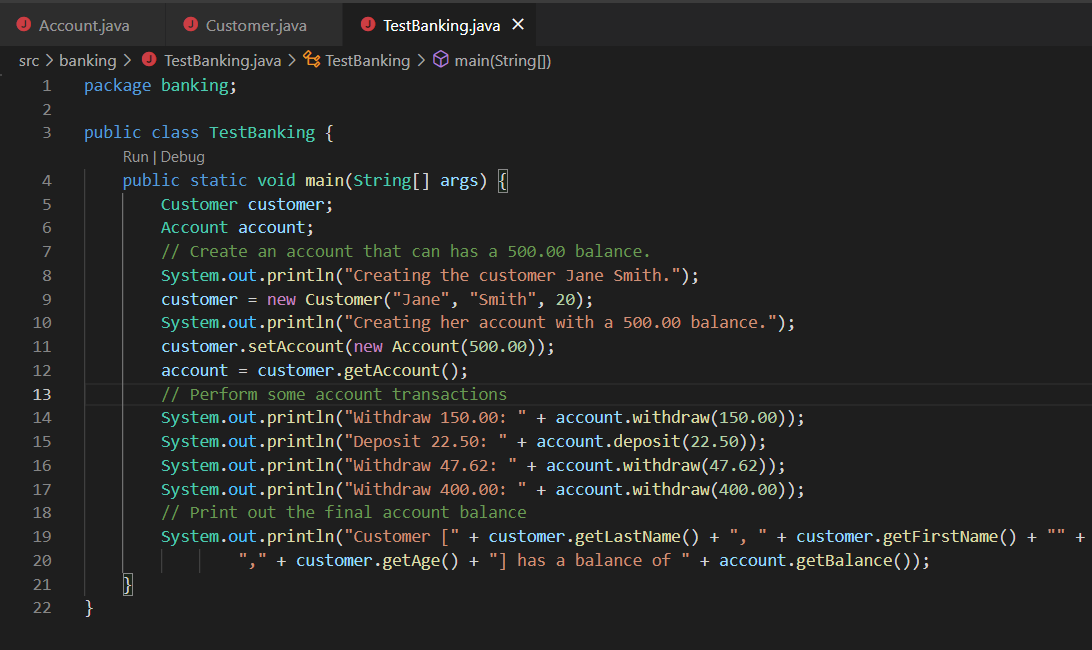 Account.java Customer.java TestBanking.java ×
src > banking > TestBanking.java > TestBanking > main(String[])
1 package banking;
2
3 public class TestBanking {
Run | Debug
4 public static void main(String[] args) {
5 Customer customer;
6 Account account;
7 // Create an account that can has a 500.00 balance.
8 System.out.println("Creating the customer Jane Smith.");
9 customer = new Customer("Jane", "Smith", 20);
10 System.out.println("Creating her account with a 500.00 balance.");
11 customer.setAccount(new Account(500.00));
12 account = customer.getAccount();
13 // Perform some account transactions
14 System.out.println("Withdraw 150.00: " + account.withdraw(150.00));
15 System.out.println("Deposit 22.50: " + account.deposit(22.50));
16 System.out.println("Withdraw 47.62: " + account.withdraw(47.62));
17 System.out.println("Withdraw 400.00: " + account.withdraw(400.00));
18 // Print out the final account balance
19 System.out.println("Customer [" + customer.getLastName() + ", " + customer.getFirstName() + "" +
20 "," + customer.getAge() + "] has a balance of " + account.getBalance());
21 }
22 }